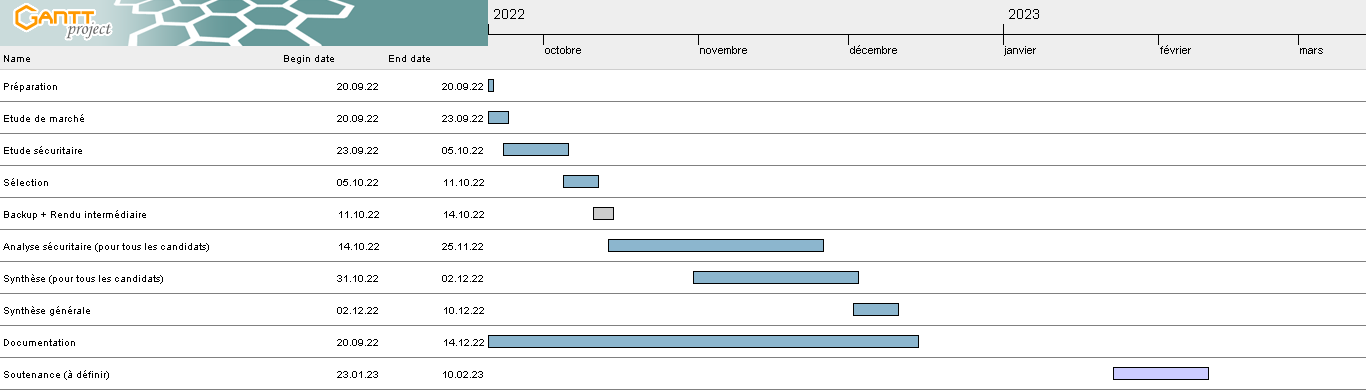 GANTT
project
2022 2023
octobre novembre décembre janvier février mars
Name Begin date End date
Préparation 20.09.22 20.09.22
Etude de marché 20.09.22 23.09.22
Etude sécuritaire 23.09.22 05.10.22
Sélection 05.10.22 11.10.22
Backup + Rendu intermédiaire 11.10.22 14.10.22
Analyse sécuritaire (pour tous les candidats) 14.10.22 25.11.22
Synthèse (pour tous les candidats) 31.10.22 02.12.22
Synthèse générale 02.12.22 10.12.22
Documentation 20.09.22 14.12.22
Soutenance (à définir) 23.01.23 10.02.23